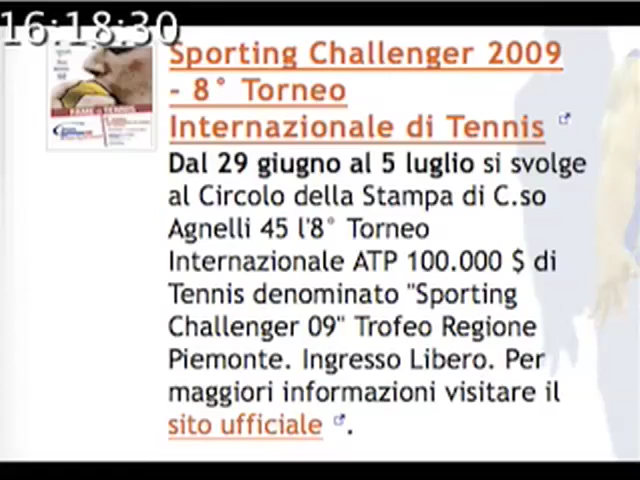 16:18:30
Sporting Challenger 2009
- 8° Torneo
Internazionale di Tennis
Dal 29 giugno al 5 luglio si svolge
al Circolo della Stampa di C.so
Agnelli 45 l'8° Torneo
Internazionale ATP 100.000 $ di
Tennis denominato "Sporting
Challenger 09" Trofeo Regione
Piemonte. Ingresso Libero. Per
maggiori informazioni visitare il
sito ufficiale.